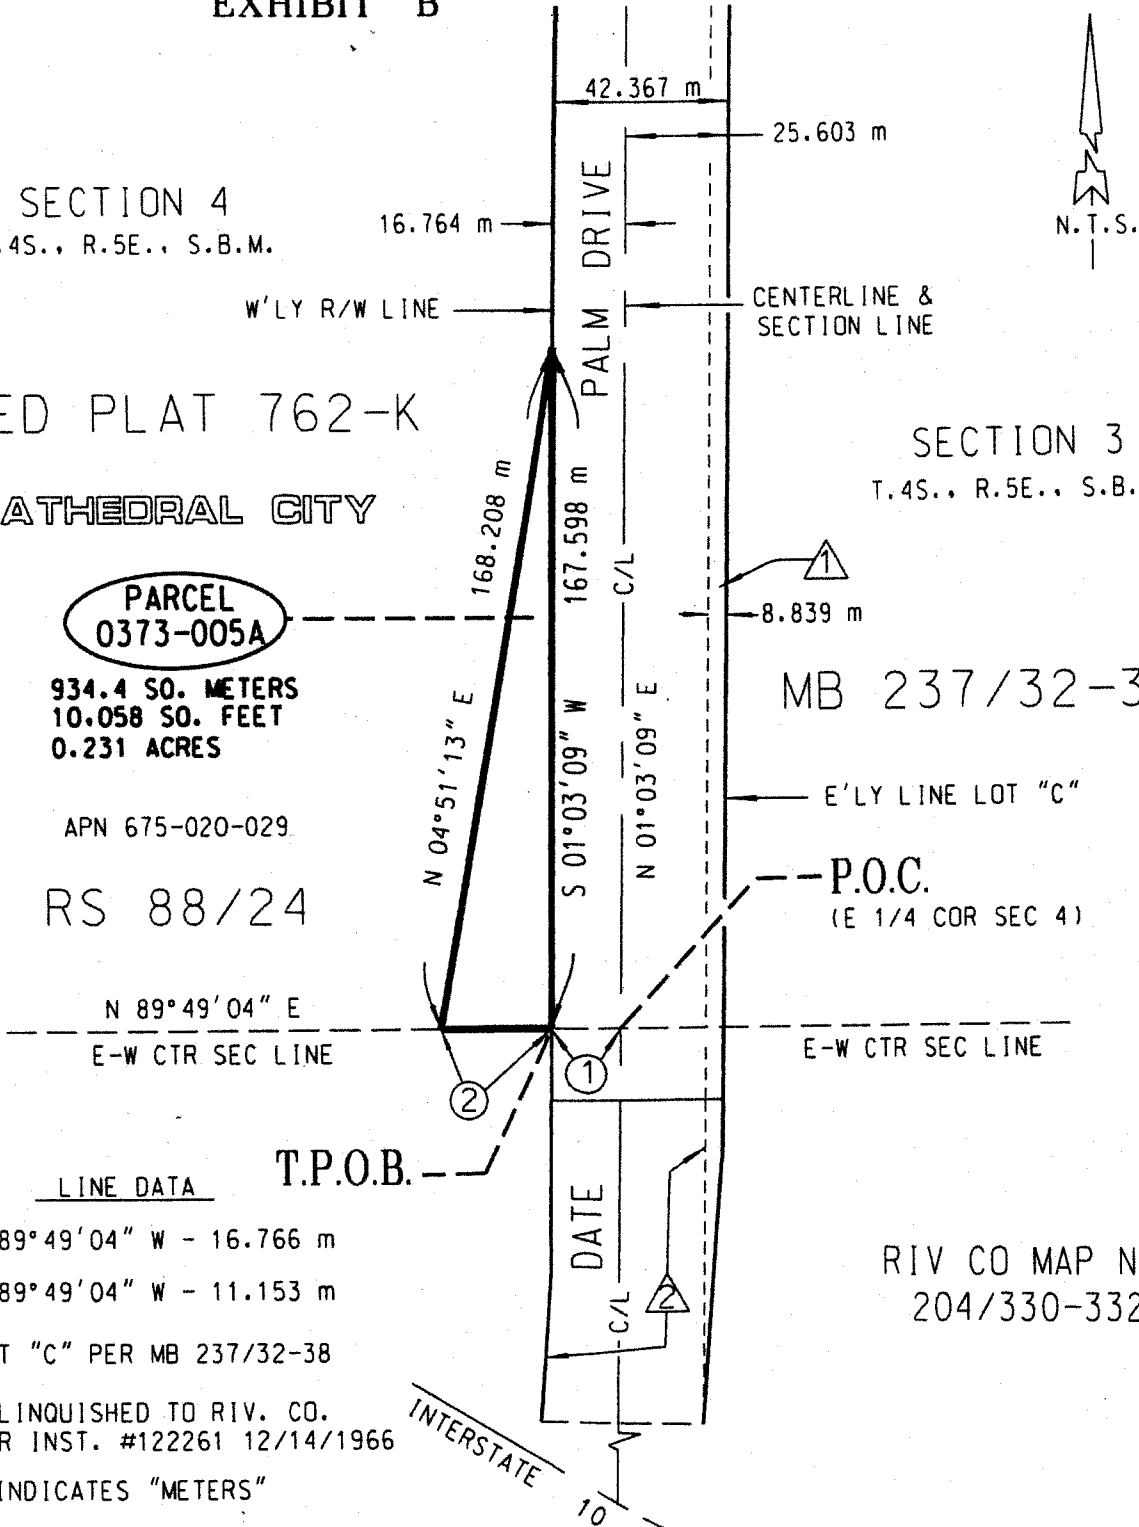 EXHIBIT "B"
42.367 m
25.603 m
SECTION 4
.4S., R.5E., S.B.M.
16.764 m
PALM DRIVE
N.T.S.
W'LY R/W LINE
CENTERLINE &
SECTION LINE
ED PLAT 762-K
SECTION 3
T.4S., R.5E., S.B.
ATHEDRAL CITY
168.208 m
167.598 m
C/L
1
8.839 m
PARCEL
0373-005A
934.4 SQ. METERS
10.058 SQ. FEET
0.231 ACRES
MB 237/32-3
N 04°51'13" E
S 01°03'09" W
N 01°03'09" E
E'LY LINE LOT "C"
APN 675-020-029
P.O.C.
(E 1/4 COR SEC 4)
RS 88/24
N 89°49'04" E
E-W CTR SEC LINE
E-W CTR SEC LINE
1
2
T.P.O.B.
LINE DATA
89°49'04" W - 16.766 m
89°49'04" W - 11.153 m
DATE
C/L
2
RIV CO MAP N
204/330-332
T "C" PER MB 237/32-38
LINQUISHED TO RIV. CO.
R INST. #122261 12/14/1966
INDICATES "METERS"
INTERSTATE 10